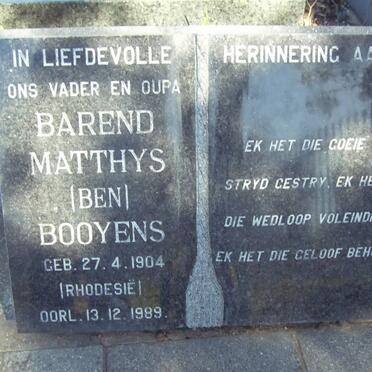 IN LIEFDEVOLLE HERINNERING AA
ONS VADER EN OUPA
BAREND
MATTHYS
[BEN]
BOOYENS
GEB. 27. 4. 1904
[RHODESIË]
OORL. 13. 12. 1989.
EK HET DIE GOEIE
STRYD GESTRY, EK HE
DIE WEDLOOP VOLEIND
EK HET DIE GELOOF BEHO